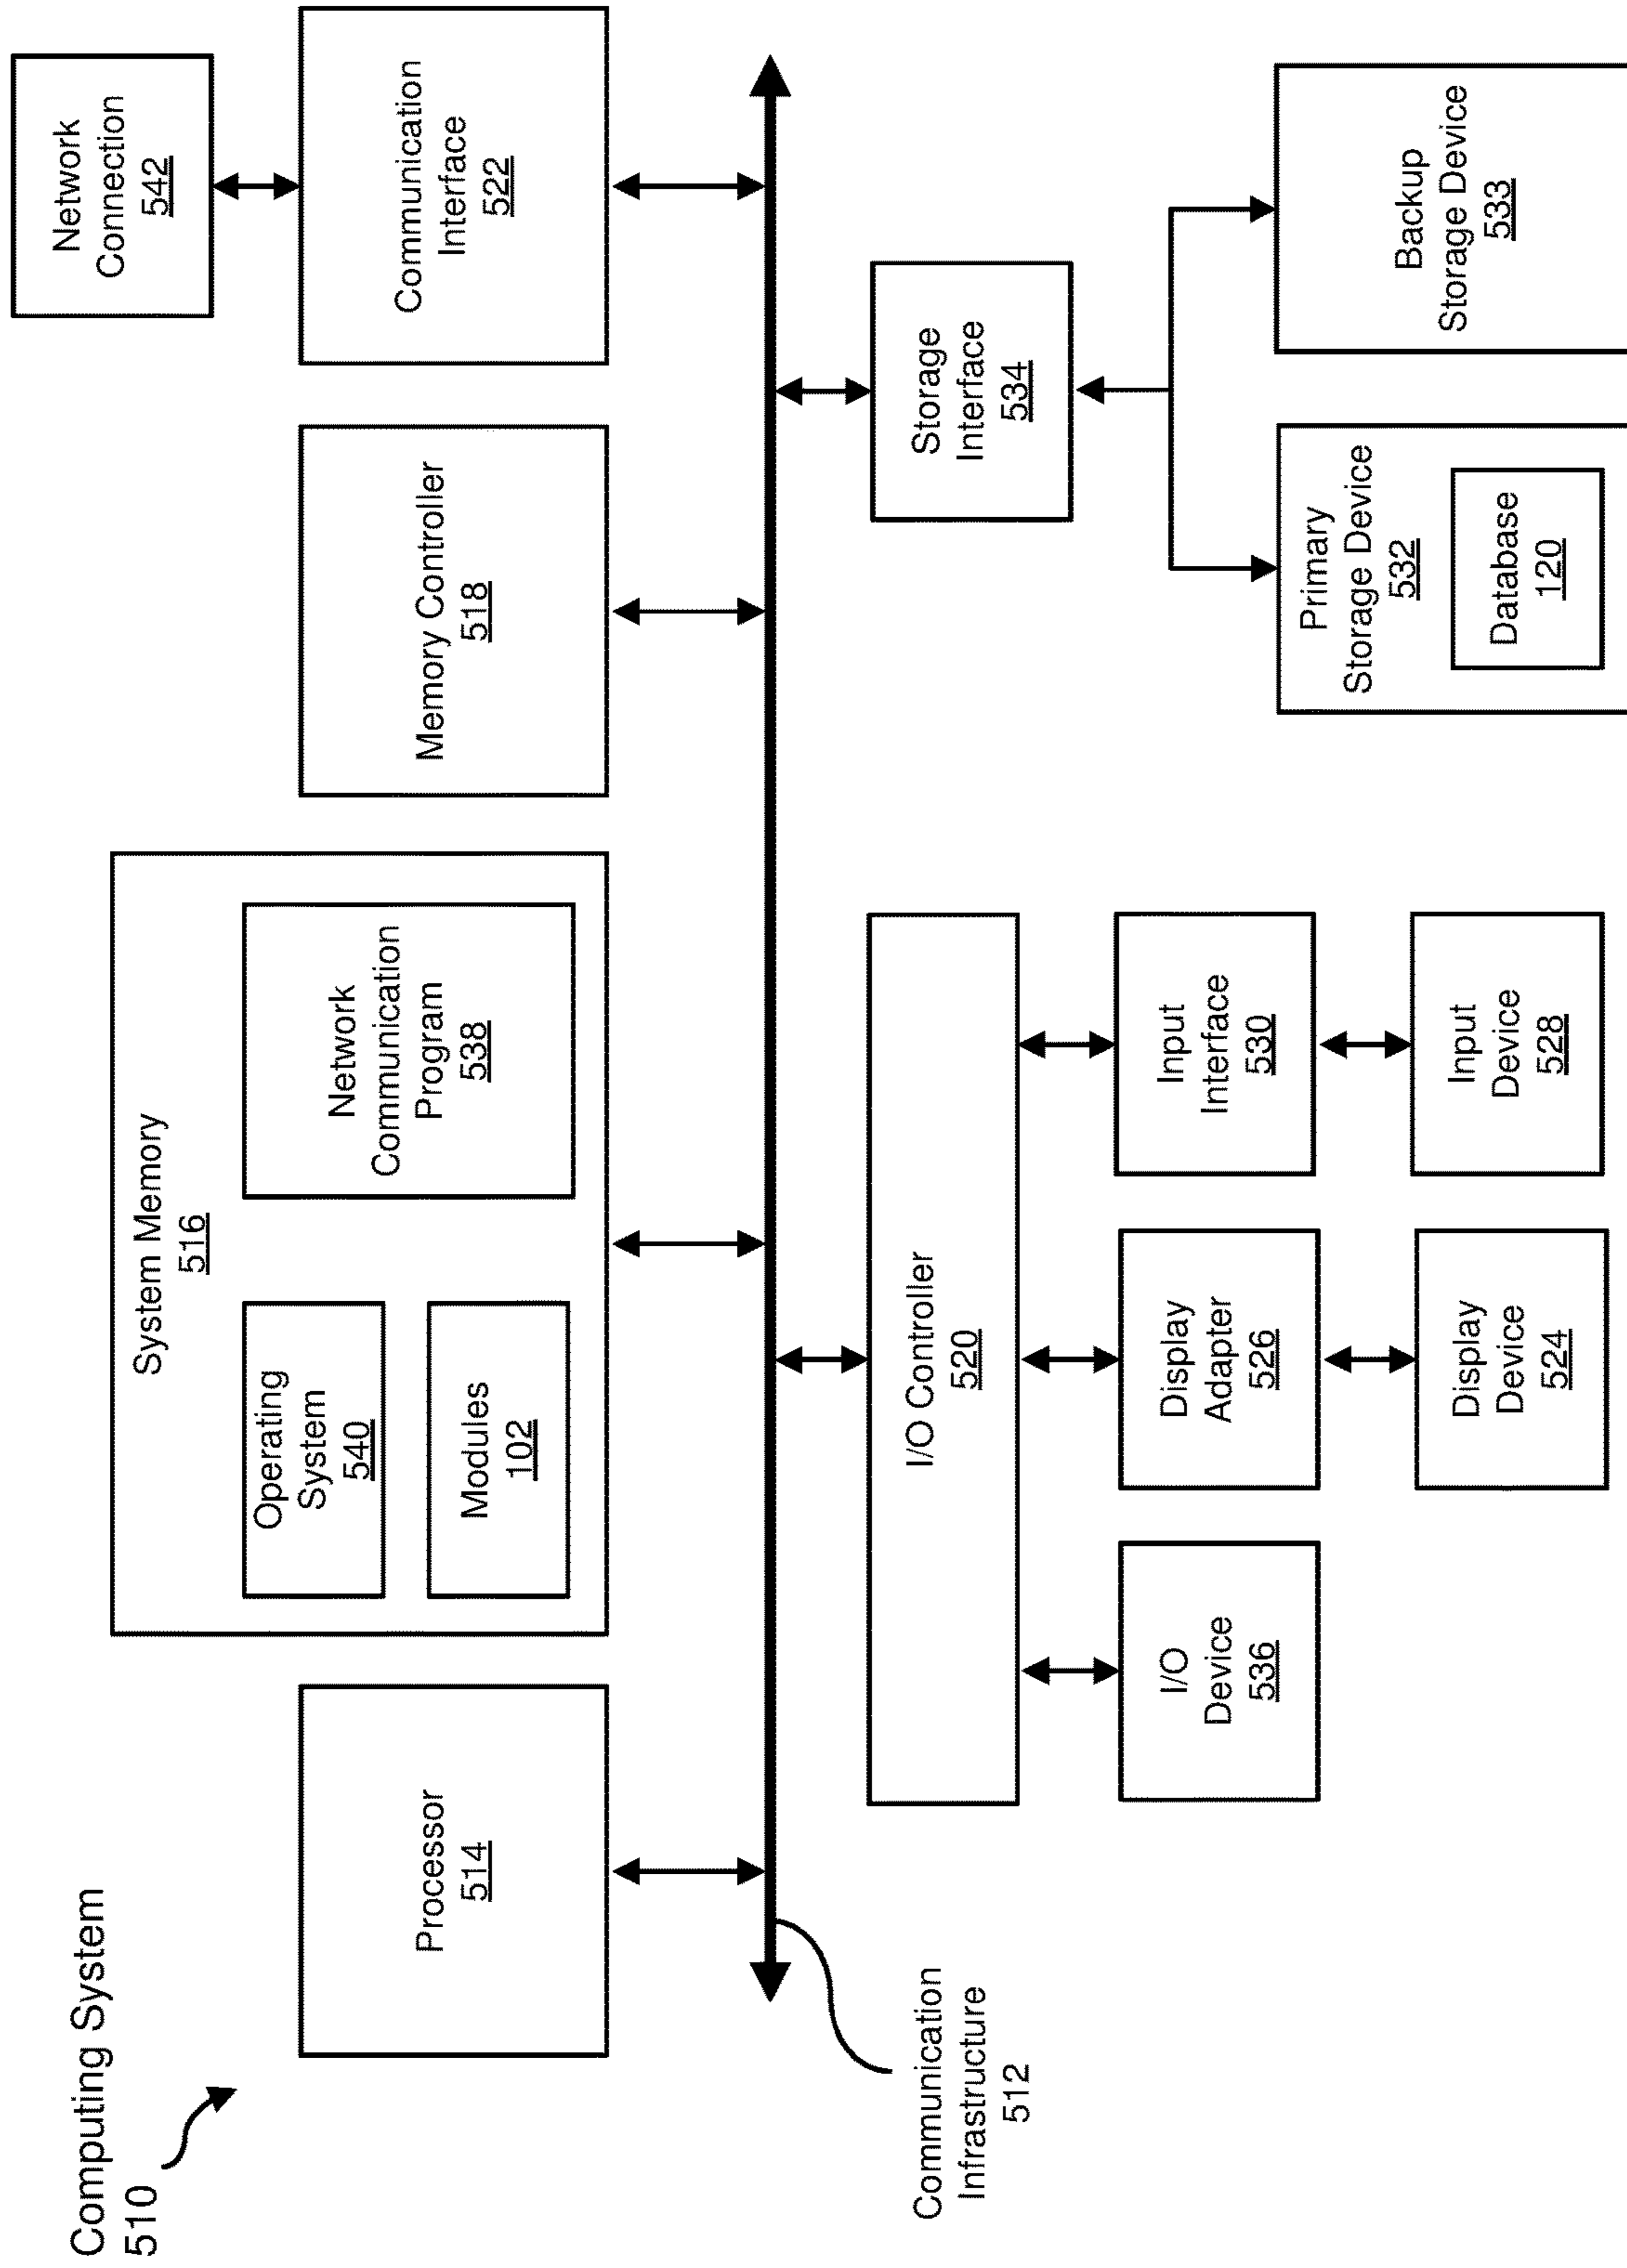 Computing System
510
Processor
514
System Memory
516
Operating
System
540
Modules
102
Network
Communication
Program
538
Memory Controller
518
Network
Connection
542
Communication
Interface
522
Communication
Infrastructure
512
I/O Controller
520
I/O
Device
536
Display
Adapter
526
Display
Device
524
Input
Interface
530
Input
Device
528
Storage
Interface
534
Primary
Storage Device
532
Database
120
Backup
Storage Device
533